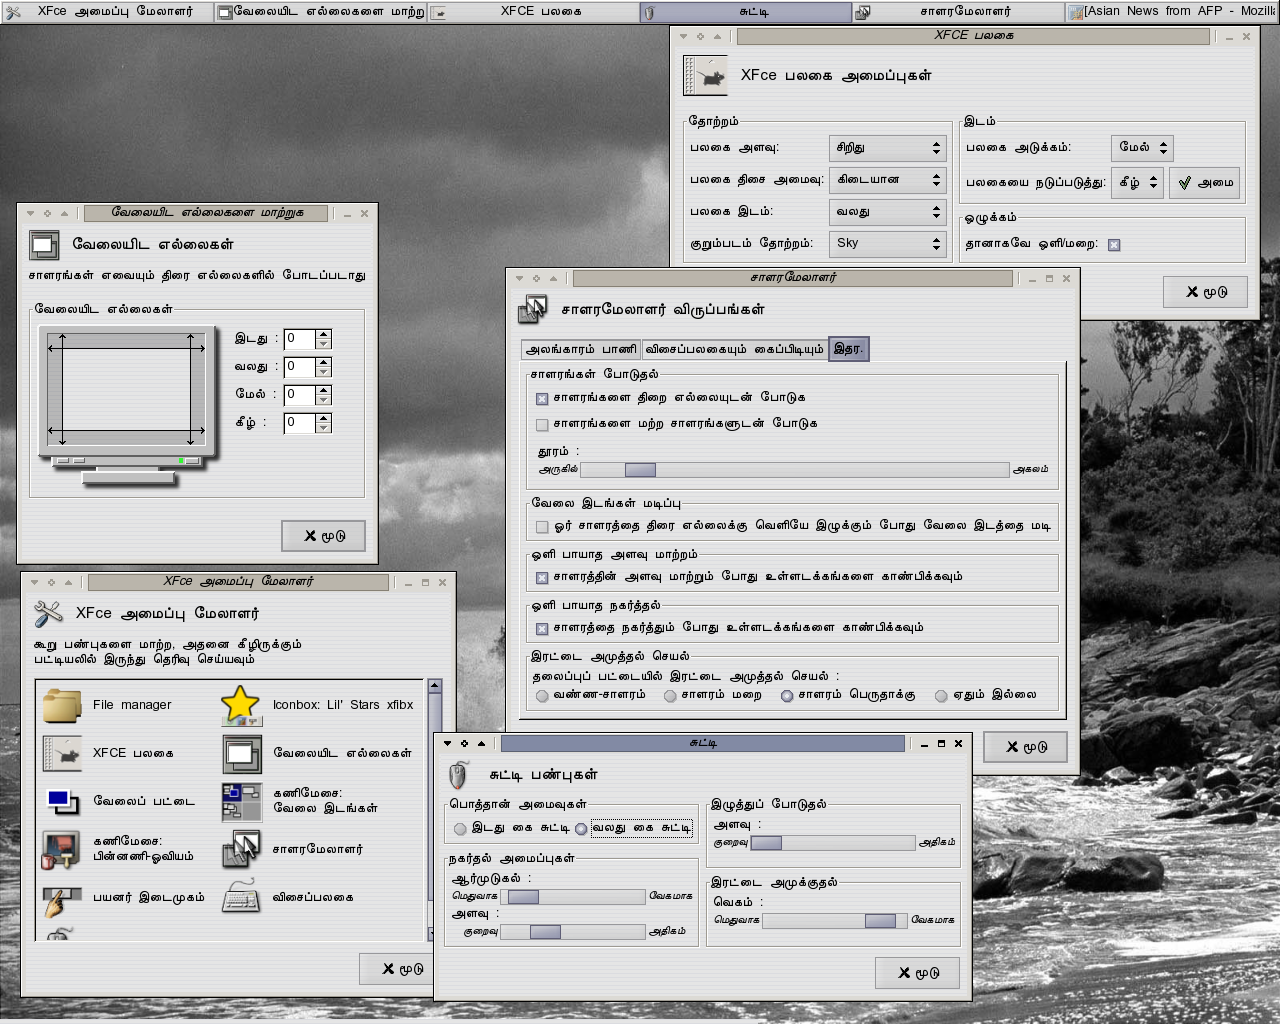 XFce அமைப்பு மேலாளர்
வேலையிட எல்லைகளை மாற்று
XFCE பலகை
சுட்டி
சாளரமேலாளர்
[Asian News from AFP - Mozilla
XFCE பலகை
XFce பலகை அமைப்புகள்
தோற்றம்
பலகை அளவு: சிறிது
பலகை திசை அமைவு: கிடையான
பலகை இடம்: வலது
குறும்படம் தோற்றம்: Sky
இடம்
பலகை அடுக்கம்: மேல்
பலகையை நடுப்படுத்து: கீழ் அமை
ஒழுக்கம்
தானாகவே ஒளி/மறை:
X மூடு
வேலையிட எல்லைகளை மாற்றுக
வேலையிட எல்லைகள்
சாளரங்கள் எவையும் திரை எல்லைகளில் போடப்படாது
வேலையிட எல்லைகள்
இடது : 0
வலது : 0
மேல் : 0
கீழ் : 0
X மூடு
சாளரமேலாளர்
சாளரமேலாளர் விருப்பங்கள்
அலங்காரம் பாணி விசைப்பலகையும் கைப்பிடியும் இதர.
சாளரங்கள் போடுதல்
சாளரங்களை திறை எல்லையுடன் போடுக
சாளரங்களை மற்ற சாளரங்களுடன் போடுக
தூரம் :
அருகில் அகலம்
வேலை இடங்கள் மடிப்பு
ஓர் சாளரத்தை திரை எல்லைக்கு வெளியே இழுக்கும் போது வேலை இடத்தை மடி
ஒளி பாயாத அளவு மாற்றம்
சாளரத்தின் அளவு மாற்றும் போது உள்ளடக்கங்களை காண்பிக்கவும்
ஒளி பாயாத நகர்த்தல்
சாளரத்தை நகர்த்தும் போது உள்ளடக்கங்களை காண்பிக்கவும்
இரட்டை அமுத்தல் செயல்
தலைப்புப் பட்டையில் இரட்டை அமுத்தல் செயல் :
வண்ண-சாளரம் சாளரம் மறை சாளரம் பெருதாக்கு ஏதும் இல்லை
X மூடு
XFce அமைப்பு மேலாளர்
XFce அமைப்பு மேலாளர்
கூறு பண்புகளை மாற்ற, அதனை கீழிருக்கும்
பட்டியலில் இருந்து தெரிவு செய்யவும்
File manager
Iconbox: Lil' Stars xfibx
XFCE பலகை
வேலையிட எல்லைகள்
வேலைப் பட்டை
கணிமேசை:
வேலை இடங்கள்
கணிமேசை:
பின்னணி-ஓவியம்
சாளரமேலாளர்
பயனர் இடைமுகம்
விசைப்பலகை
X மூடு
சுட்டி
சுட்டி பண்புகள்
பொத்தான் அமைவுகள்
இடது கை சுட்டி வலது கை சுட்டி
நகர்தல் அமைப்புகள்
ஆர்முடுகல் :
மெதுவாக வேகமாக
அளவு :
குறைவு அதிகம்
இழுத்துப் போடுதல்
அளவு :
குறைவு அதிகம்
இரட்டை அமுக்குதல்
வெகம் :
மெதுவாக வேகமாக
X மூடு